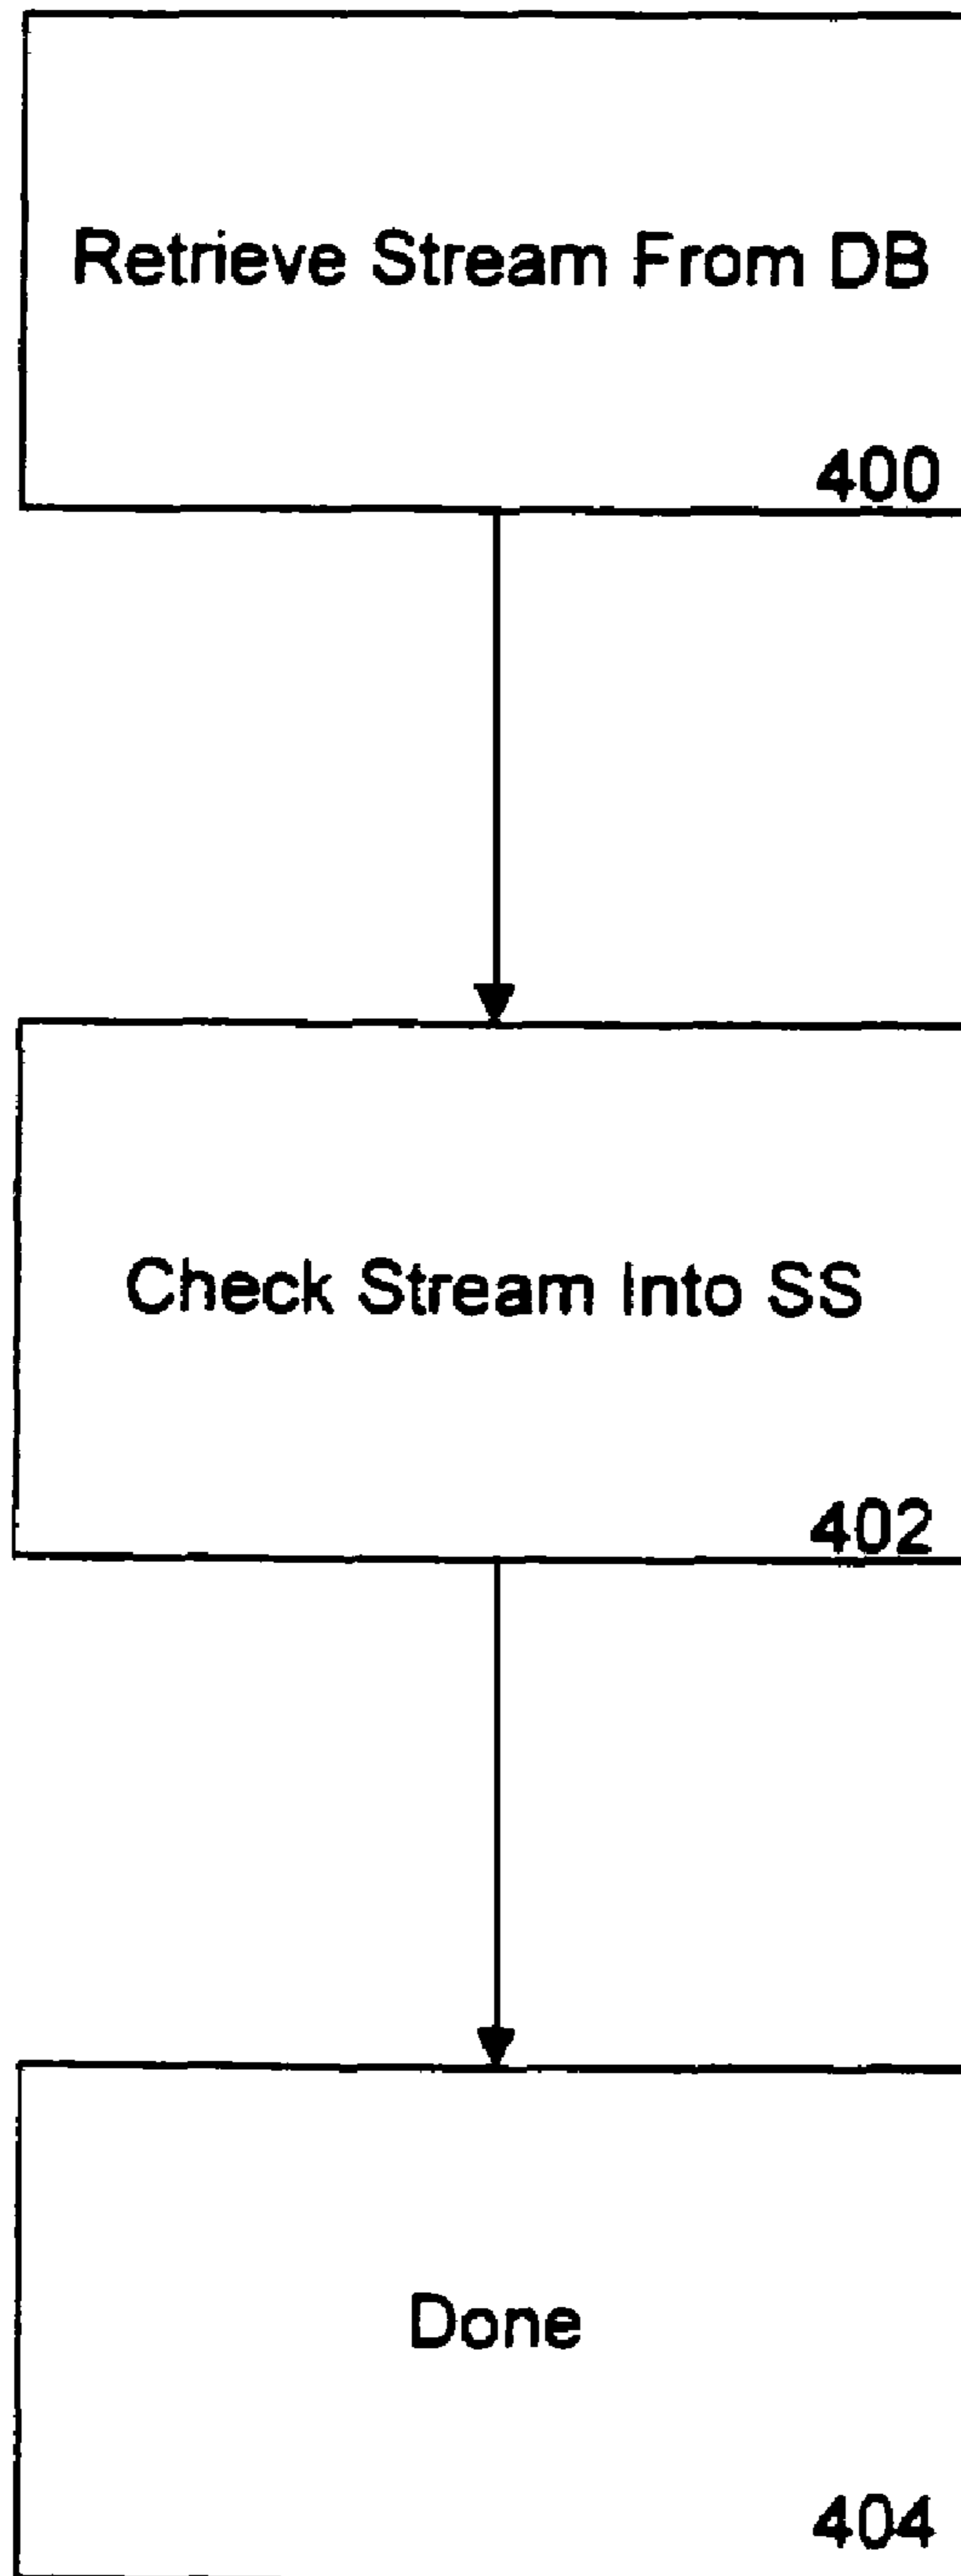 Retrieve Stream From DB
400
Check Stream Into SS
402
Done
404